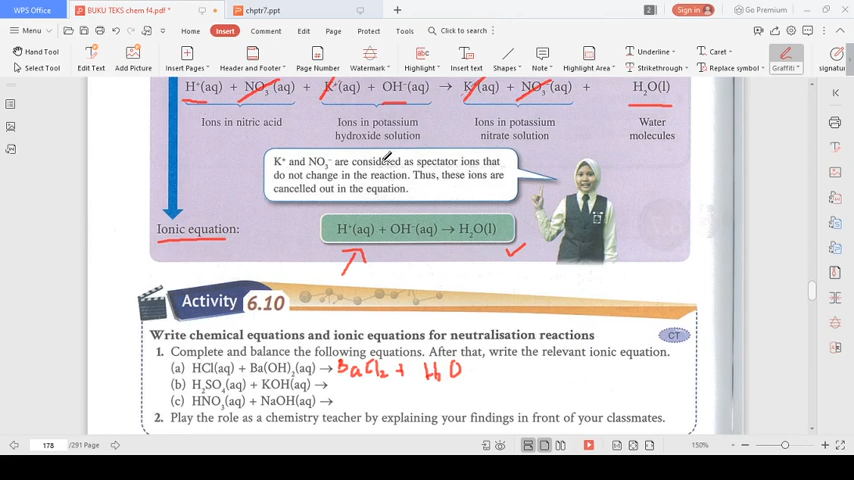 WPS Office
BUKU TEKS chem f4.pdf*
chptr7.ppt
+
2
Sign in
Go Premium
Menu
Home
Insert
Comment
Edit
Page
Protect
Tools
Click to search
Hand Tool
Select Tool
Edit Text
Add Picture
Insert Pages
Header and Footer
Page Number
Watermark
Highlight
Insert Text
Shapes
Note
Highlight Area
Underline
Strikethrough
Caret
Replace symbol
Graffiti
signatu
H⁺(aq) + NO₃⁻(aq) K⁺(aq) + OH⁻(aq) → K⁺(aq) + NO₃⁻(aq) + H₂O(l)
Ions in nitric acid
Ions in potassium
hydroxide solution
Ions in potassium
nitrate solution
Water
molecules
K⁺ and NO₃⁻ are considered as spectator ions that
do not change in the reaction. Thus, these ions are
cancelled out in the equation.
Ionic equation:
H⁺(aq) + OH⁻(aq) → H₂O(l)
Activity 6.10
Write chemical equations and ionic equations for neutralisation reactions
CT
1. Complete and balance the following equations. After that, write the relevant ionic equation.
(a) HCl(aq) + Ba(OH)₂(aq) → BaCl₂ + H₂O
(b) H₂SO₄(aq) + KOH(aq) →
(c) HNO₃(aq) + NaOH(aq) →
2. Play the role as a chemistry teacher by explaining your findings in front of your classmates.
178
/291 Page
150%